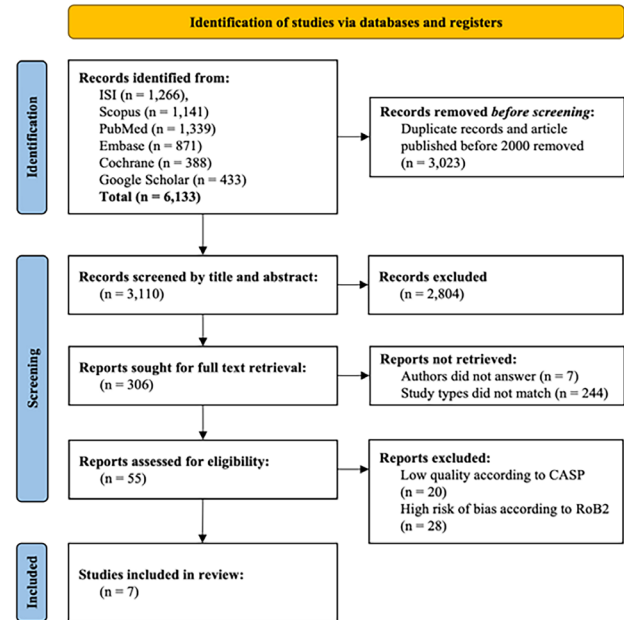 Identification of studies via databases and registers
Identification
Records identified from:
ISI (n = 1,266),
Scopus (n = 1,141)
PubMed (n = 1,339)
Embase (n = 871)
Cochrane (n = 388)
Google Scholar (n = 433)
Total (n = 6,133)
Records removed before screening:
Duplicate records and article
published before 2000 removed
(n = 3,023)
Screening
Records screened by title and abstract:
(n = 3,110)
Records excluded
(n = 2,804)
Reports sought for full text retrieval:
(n = 306)
Reports not retrieved:
Authors did not answer (n = 7)
Study types did not match (n = 244)
Reports assessed for eligibility:
(n = 55)
Reports excluded:
Low quality according to CASP
(n = 20)
High risk of bias according to RoB2
(n = 28)
Included
Studies included in review:
(n = 7)